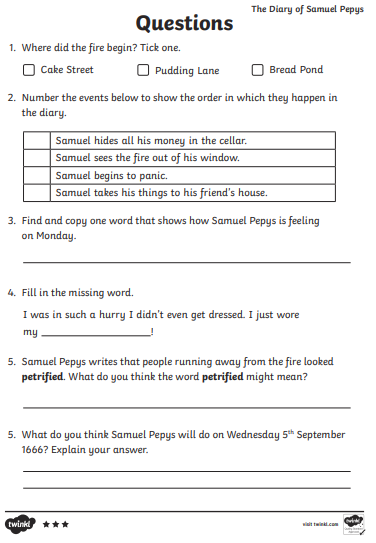 The Diary of Samuel Pepys
Questions
1. Where did the fire begin? Tick one.
Cake Street Pudding Lane Bread Pond
2. Number the events below to show the order in which they happen in
the diary.
Samuel hides all his money in the cellar.
Samuel sees the fire out of his window.
Samuel begins to panic.
Samuel takes his things to his friend's house.
3. Find and copy one word that shows how Samuel Pepys is feeling
on Monday.
4. Fill in the missing word.
I was in such a hurry I didn't even get dressed. I just wore
my ____________________!
5. Samuel Pepys writes that people running away from the fire looked
petrified. What do you think the word petrified might mean?
5. What do you think Samuel Pepys will do on Wednesday 5th September
1666? Explain your answer.
twinkl visit twinkl.com